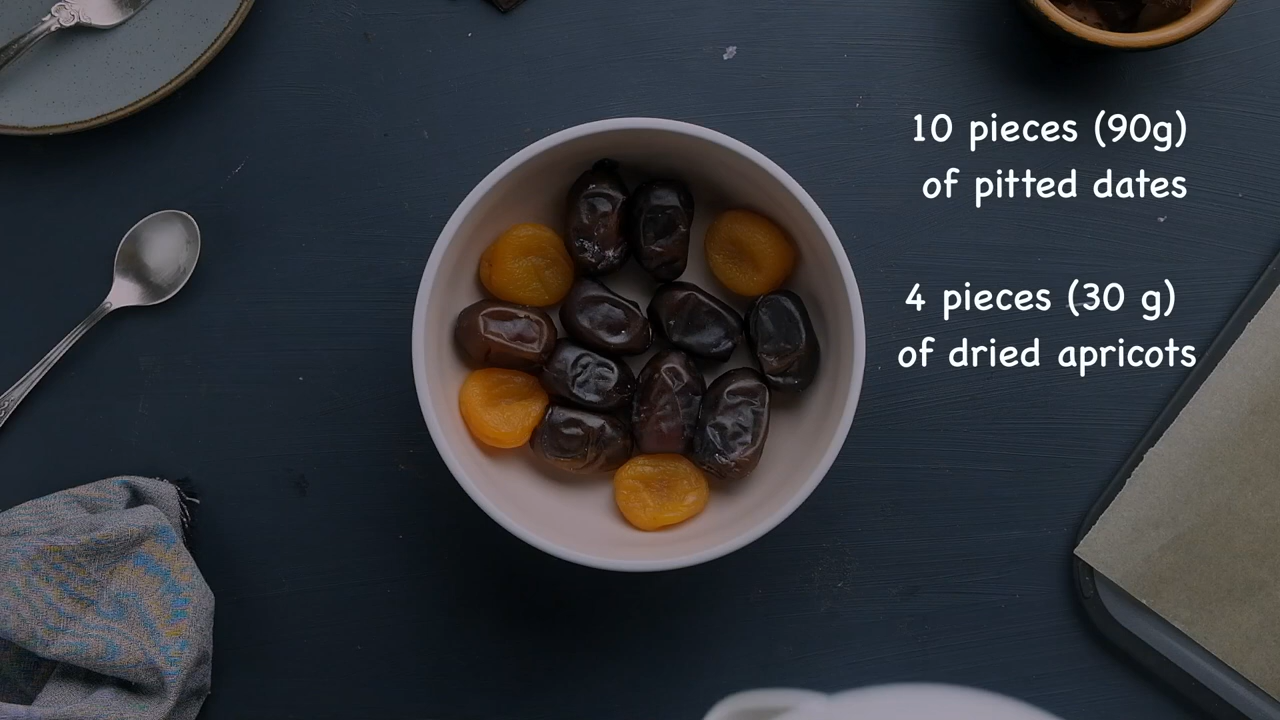 10 pieces (90g)
of pitted dates
4 pieces (30 g)
of dried apricots